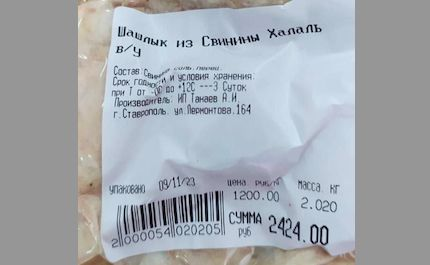 Шашлык из Свинины Халаль
в/у
Состав: Свинина, соль, перец.
Срок годности и условия хранения:
при Т от -0С до +12С ---3 Суток
Производитель: ИП Танаев А.И.
г.Ставрополь. ул.Лермонтова.164
упаковано 09/11/23 цена руб/кг масса. кг
1200.00 2.020
СУММА 2424.00
руб
2000054020205